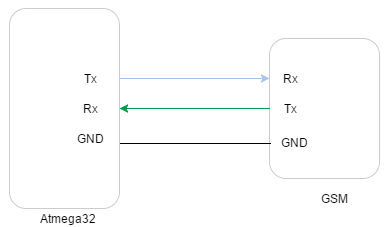 Tx
Rx
GND
Rx
Tx
GND
Atmega32
GSM